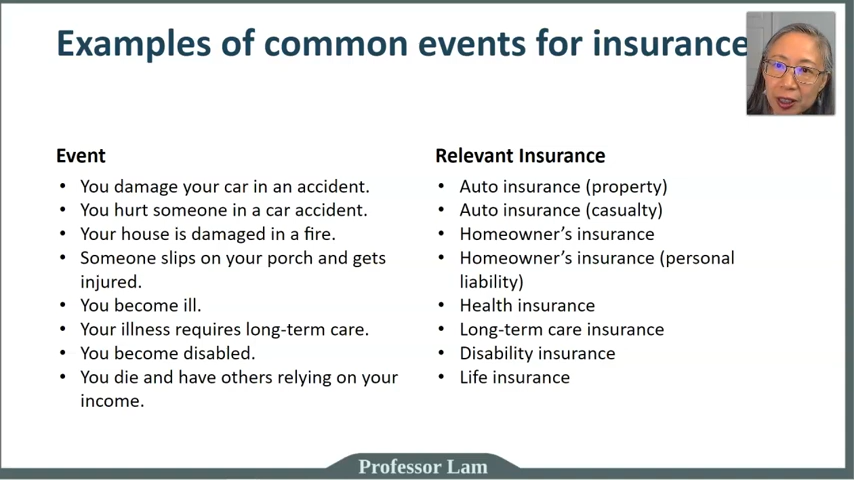 Examples of common events for insurance
Event
• You damage your car in an accident.
• You hurt someone in a car accident.
• Your house is damaged in a fire.
• Someone slips on your porch and gets
injured.
• You become ill.
• Your illness requires long-term care.
• You become disabled.
• You die and have others relying on your
income.
Relevant Insurance
• Auto insurance (property)
• Auto insurance (casualty)
• Homeowner’s insurance
• Homeowner’s insurance (personal
liability)
• Health insurance
• Long-term care insurance
• Disability insurance
• Life insurance
Professor Lam